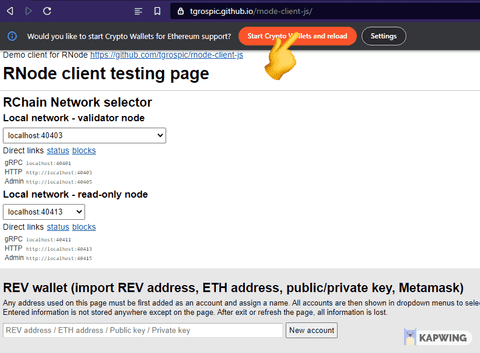 tgrospic.github.io/rnode-client-js/
Would you like to start Crypto Wallets for Ethereum support? Start Crypto Wallets and reload Settings
Demo client for RNode https://github.com/tgrospic/rnode-client-js
RNode client testing page
RChain Network selector
Local network - validator node
localhost:40403
Direct links status blocks
gRPC localhost:40401
HTTP http://localhost:40403
Admin http://localhost:40405
Local network - read-only node
localhost:40413
Direct links status blocks
gRPC localhost:40411
HTTP http://localhost:40413
Admin http://localhost:40415
REV wallet (import REV address, ETH address, public/private key, Metamask)
Any address used on this page must be first added as an account and assign a name. All accounts are then shown in dropdown menus to sele
Entered information is not stored anywhere except on the page. After exit or refresh the page, all information is lost.
REV address / ETH address / Public key / Private key New account
KAPWING